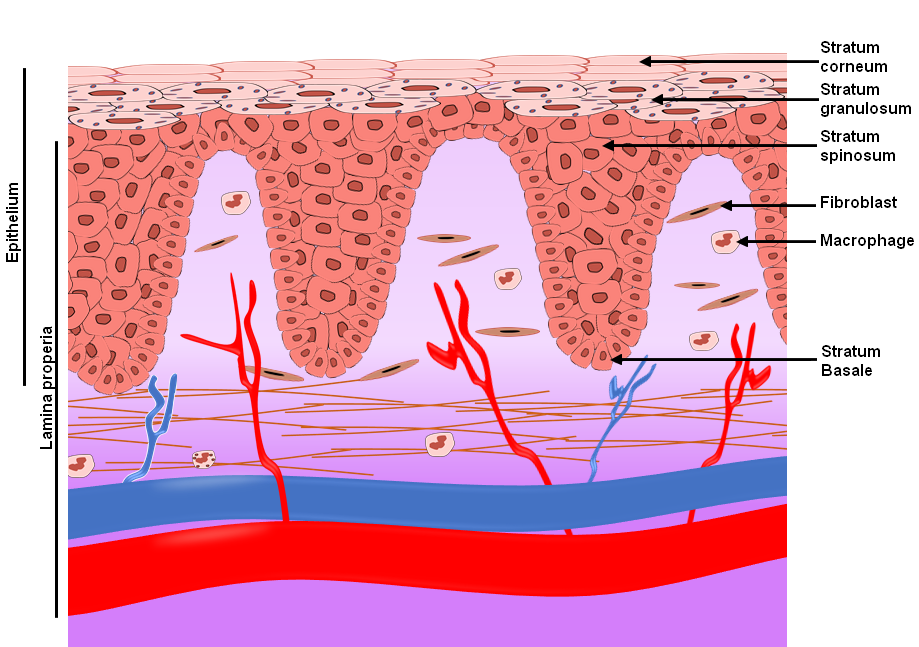 Epithelium
Lamina properia
Stratum
corneum
Stratum
granulosum
Stratum
spinosum
Fibroblast
Macrophage
Stratum
Basale